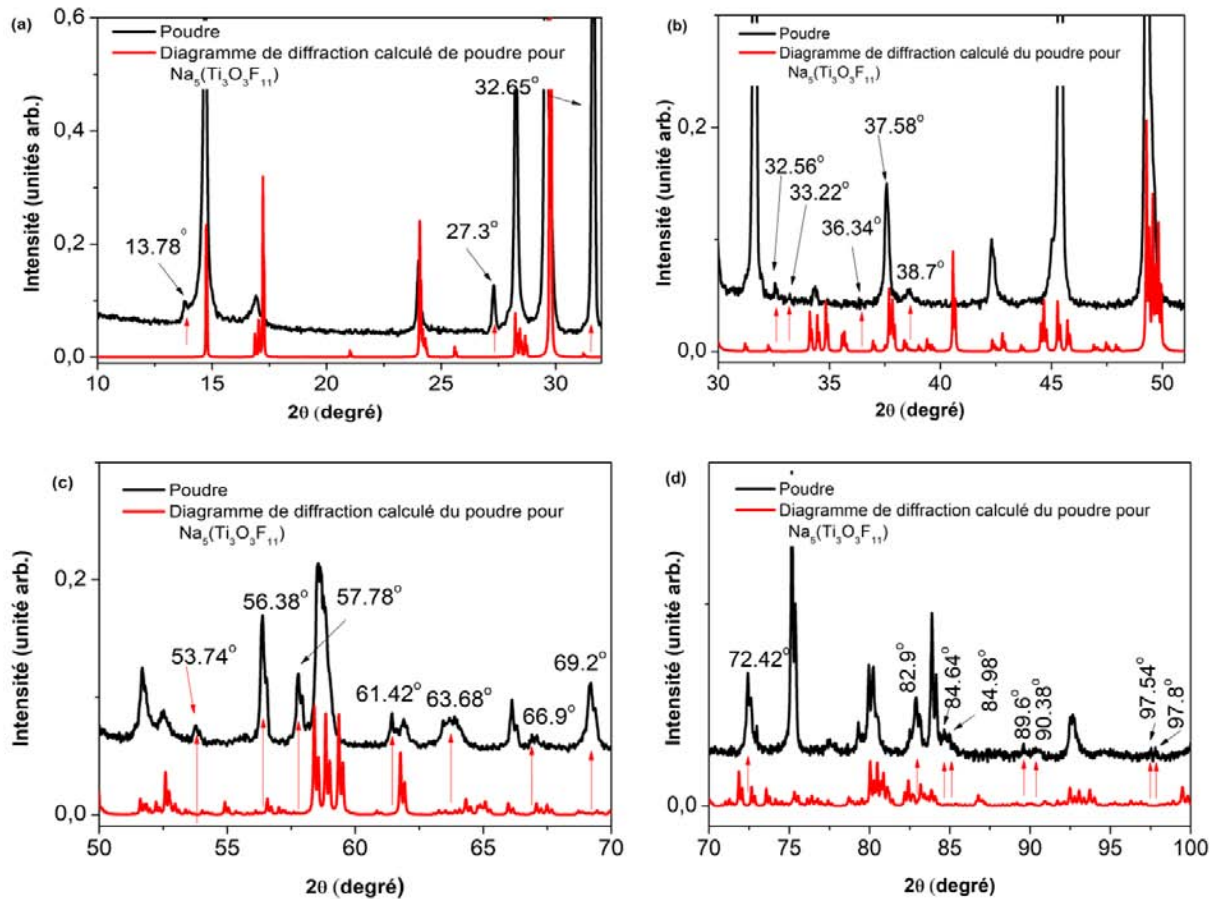 (a)
0,6
Poudre
Diagramme de diffraction calculé de poudre pour
Na5(Ti3O3F11)
32.65°
0,4
Intensité (unités arb.)
0,2
13.78°
27.3°
0,0
10 15 20 25 30
2θ (degré)
(b)
Poudre
Diagramme de diffraction calculé du poudre pour
Na5(Ti3O3F11)
0,2
37.58°
32.56°
33.22°
36.34°
38.7°
Intensité (unité arb.)
0,0
30 35 40 45 50
2θ (degré)
(c)
Poudre
Diagramme de diffraction calculé du poudre pour
Na5(Ti3O3F11)
0,2
56.38°
57.78°
53.74°
61.42°
63.68°
66.9°
69.2°
Intensité (unité arb.)
0,0
50 55 60 65 70
2θ (degré)
(d)
Poudre
Diagramme de diffraction calculé du poudre pour
Na5(Ti3O3F11)
72.42°
82.9°
84.64°
84.98°
89.6°
90.38°
97.54°
97.8°
Intensité (unité arb.)
0,0
70 75 80 85 90 95 100
2θ (degré)